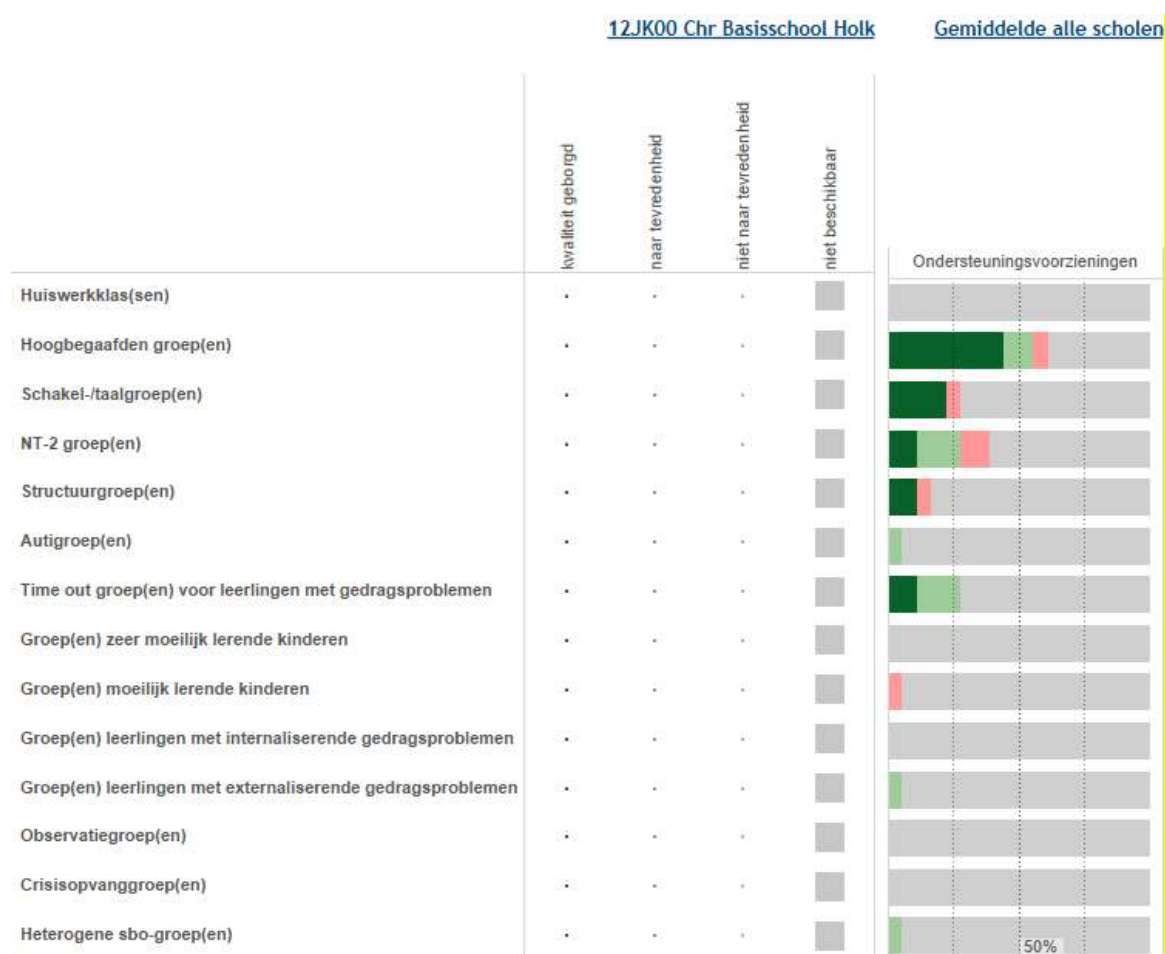 12JK00 Chr Basisschool Holk
Gemiddelde alle scholen
kwaliteit geborgd
naar tevredenheid
niet naar tevredenheid
niet beschikbaar
Ondersteuningsvoorzieningen
Huiswerkklas(sen)
Hoogbegaafden groep(en)
Schakel-/taalgroep(en)
NT-2 groep(en)
Structuurgroep(en)
Autigroep(en)
Time out groep(en) voor leerlingen met gedragsproblemen
Groep(en) zeer moeilijk lerende kinderen
Groep(en) moeilijk lerende kinderen
Groep(en) leerlingen met internaliserende gedragsproblemen
Groep(en) leerlingen met externaliserende gedragsproblemen
Observatiegroep(en)
Crisisopvanggroep(en)
Heterogene sbo-groep(en)
50%